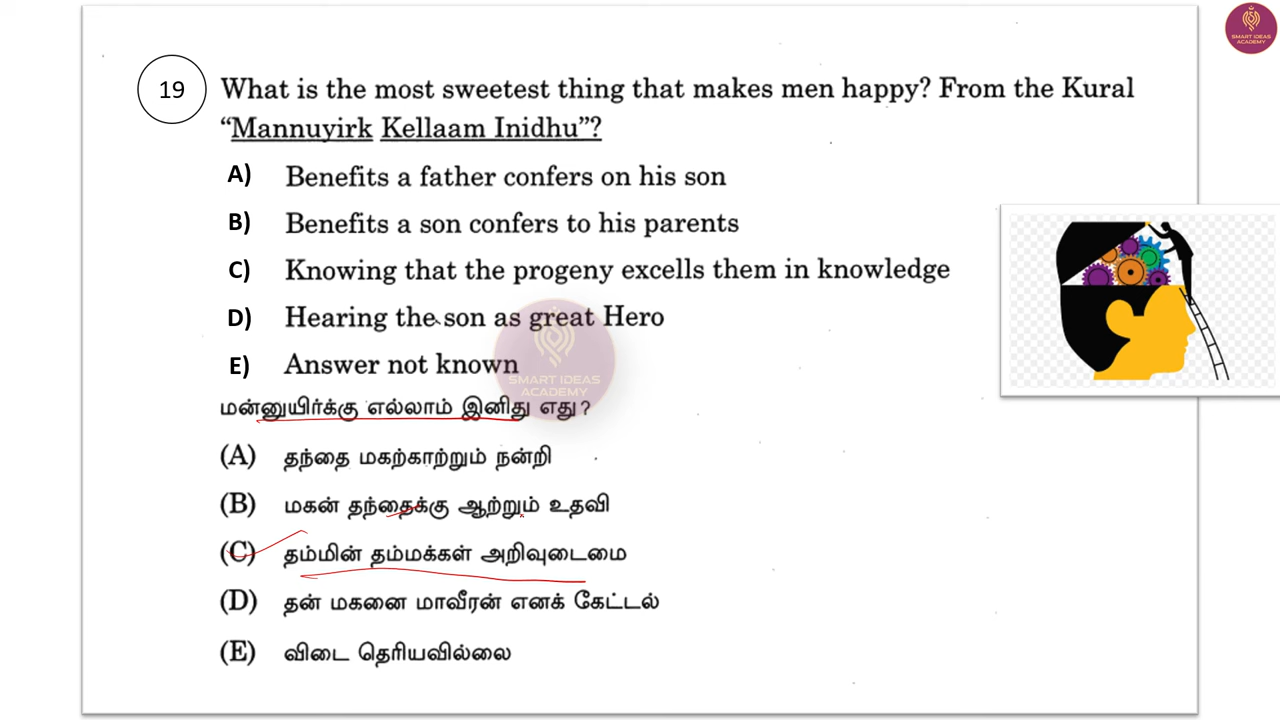 SMART IDEAS
ACADEMY
19 What is the most sweetest thing that makes men happy? From the Kural
“Mannuyirk Kellaam Inidhu”?
A) Benefits a father confers on his son
B) Benefits a son confers to his parents
C) Knowing that the progeny excells them in knowledge
D) Hearing the son as great Hero
E) Answer not known
SMART IDEAS
ACADEMY
மன்னுயிர்க்கு எல்லாம் இனிது எது?
(A) தந்தை மகற்காற்றும் நன்றி
(B) மகன் தந்தைக்கு ஆற்றும் உதவி
(C) தம்மின் தம்மக்கள் அறிவுடைமை
(D) தன் மகனை மாவீரன் எனக் கேட்டல்
(E) விடை தெரியவில்லை